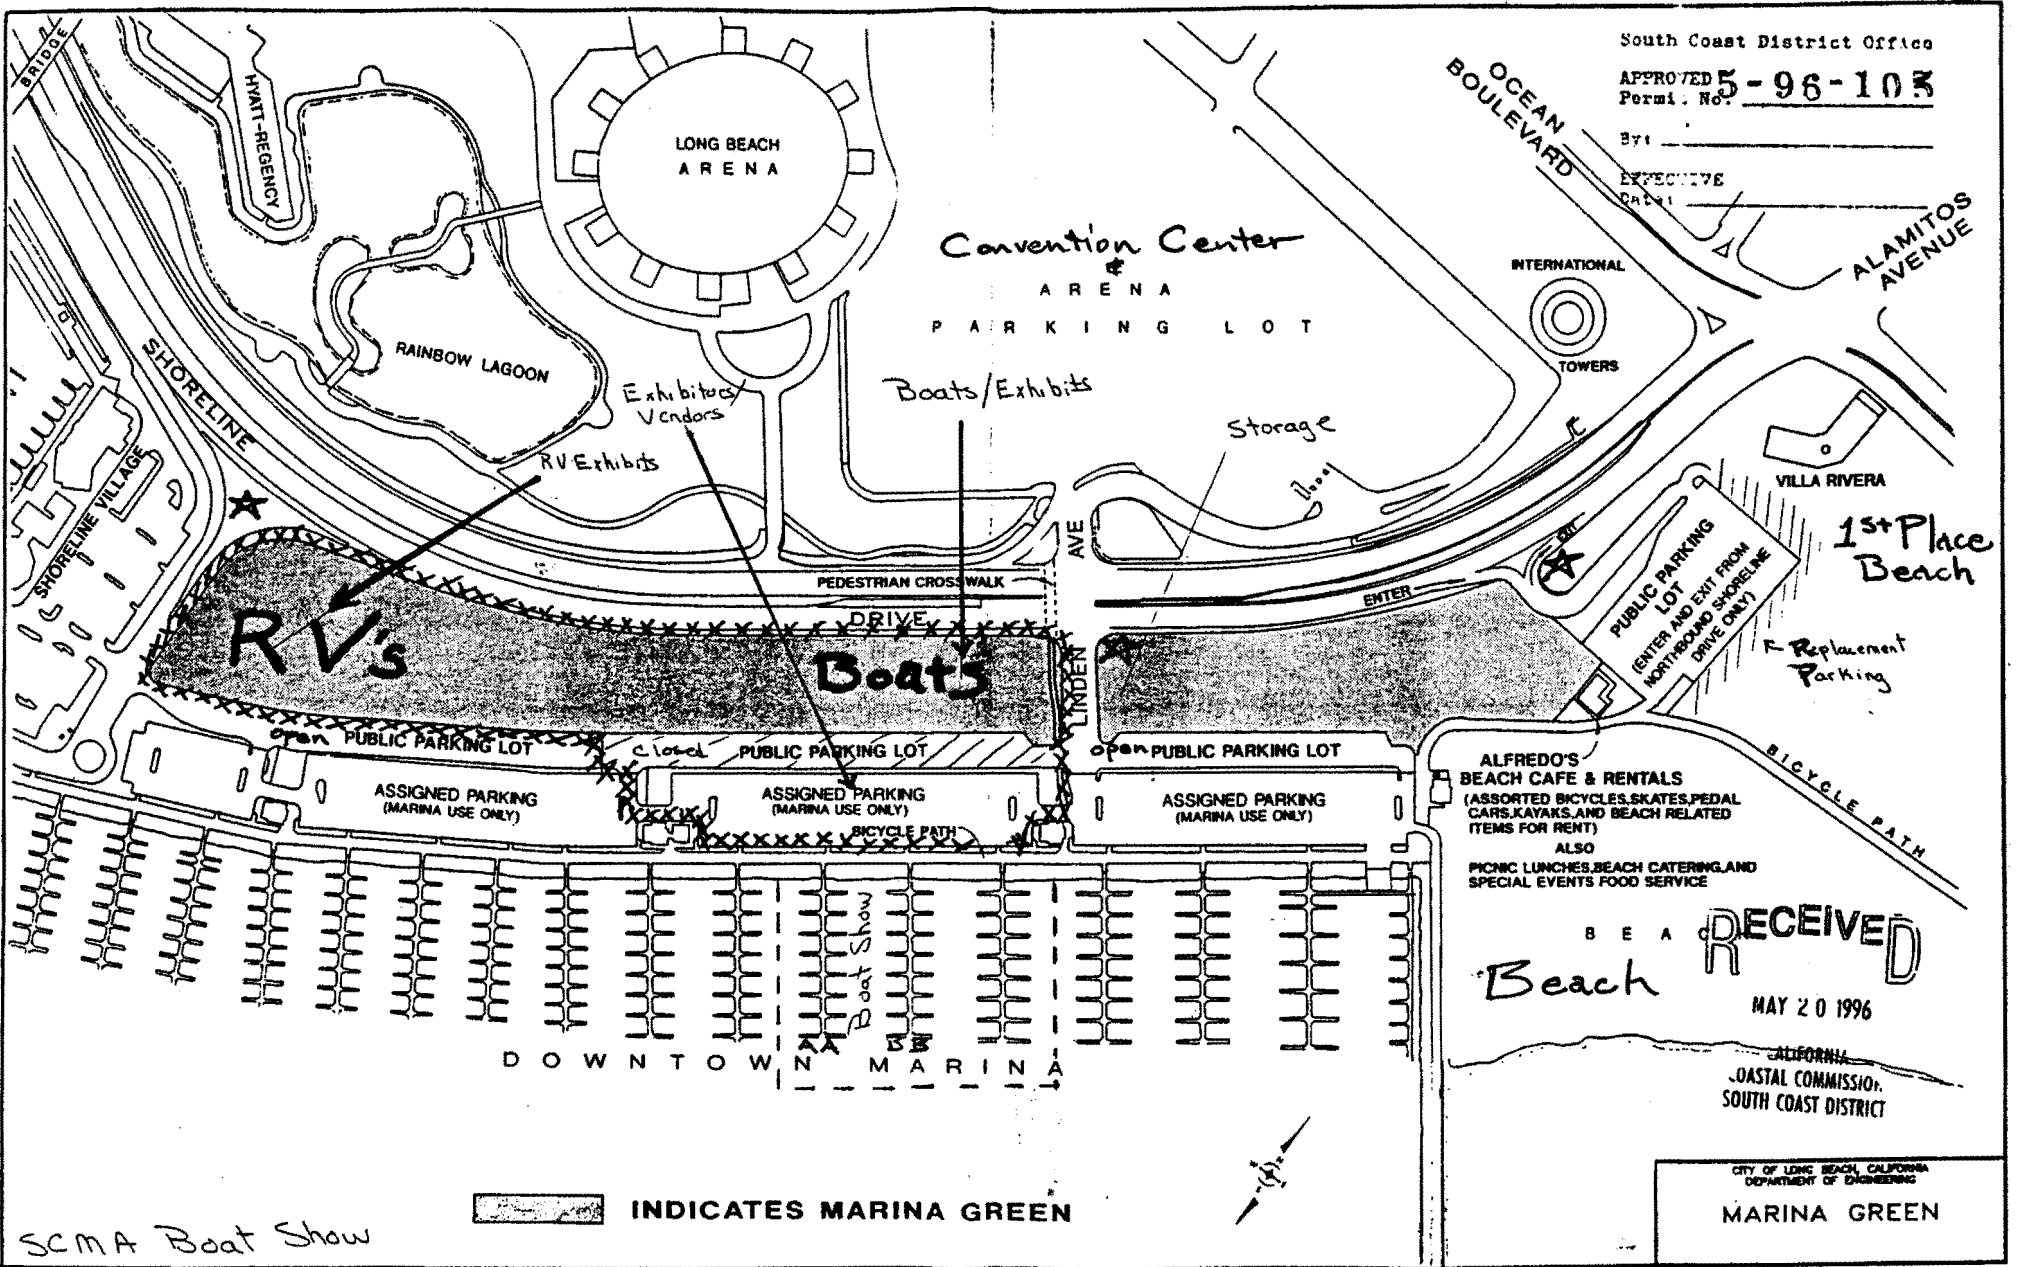 South Coast District Office
APPROVED
Permi. No. 5-96-103
By:
EFFECTIVE
Date:
BRIDGE
HYATT-REGENCY
LONG BEACH
ARENA
OCEAN
BOULEVARD
ALAMITOS
AVENUE
Convention Center
&
ARENA
PARKING LOT
INTERNATIONAL
TOWERS
RAINBOW LAGOON
SHORELINE
Exhibitors
Vendors
Boats/Exhibits
Storage
RV Exhibits
SHORELINE VILLAGE
VILLA RIVERA
1st Place
Beach
AVE
EXIT
PUBLIC PARKING
LOT
(ENTER AND EXIT FROM
NORTHBOUND SHORELINE
DRIVE ONLY)
PEDESTRIAN CROSSWALK
ENTER
DRIVE
RV's
Boats
LINDEN
Replacement
Parking
open PUBLIC PARKING LOT
closed PUBLIC PARKING LOT
open PUBLIC PARKING LOT
ASSIGNED PARKING
(MARINA USE ONLY)
ASSIGNED PARKING
(MARINA USE ONLY)
BICYCLE PATH
ASSIGNED PARKING
(MARINA USE ONLY)
ALFREDO'S
BEACH CAFE & RENTALS
(ASSORTED BICYCLES,SKATES,PEDAL
CARS,KAYAKS,AND BEACH RELATED
ITEMS FOR RENT)
ALSO
PICNIC LUNCHES,BEACH CATERING,AND
SPECIAL EVENTS FOOD SERVICE
BICYCLE PATH
Boat Show
AA
BB
DOWNTOWN MARINA
BEAC
Beach
RECEIVED
MAY 20 1996
CALIFORNIA
COASTAL COMMISSION
SOUTH COAST DISTRICT
INDICATES MARINA GREEN
SCMA Boat Show
CITY OF LONG BEACH, CALIFORNIA
DEPARTMENT OF ENGINEERING
MARINA GREEN